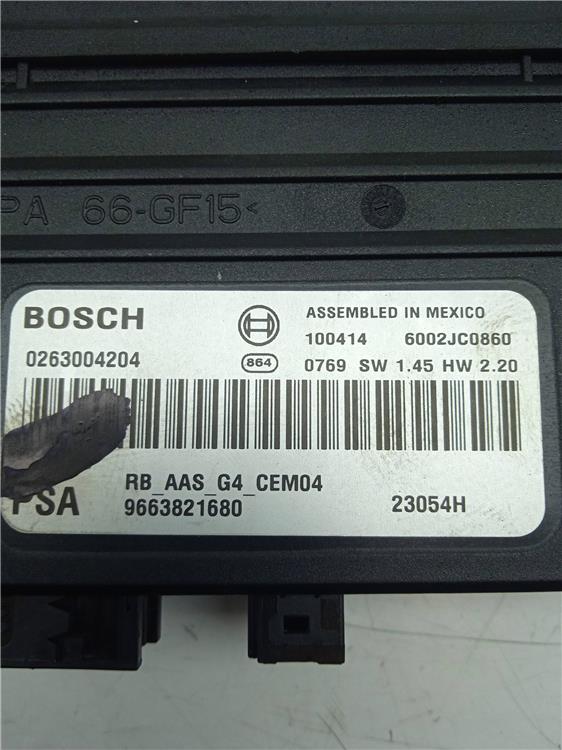 PA 66-GF15<
BOSCH
ASSEMBLED IN MEXICO
100414 6002JC0860
0263004204
864 0769 SW 1.45 HW 2.20
RB_AAS_G4_CEM04
PSA 9663821680 23054H